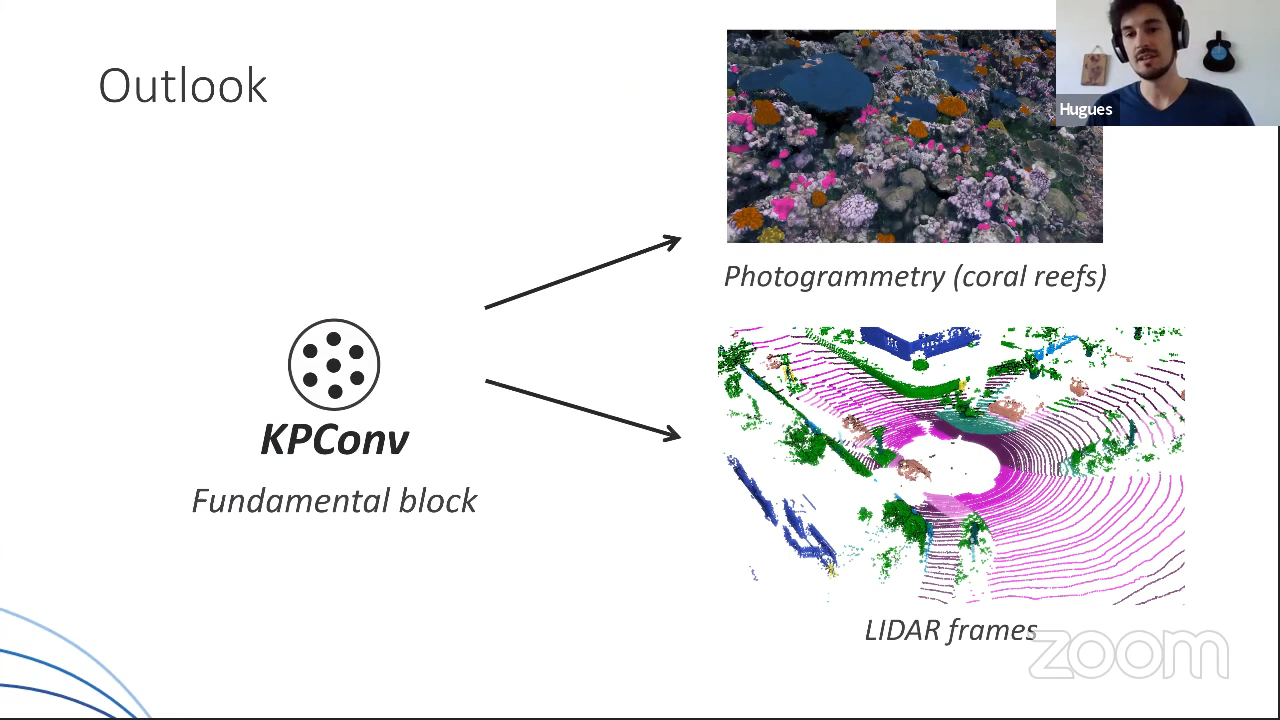 Outlook
Hugues
Photogrammetry (coral reefs)
KPConv
Fundamental block
LIDAR frames
zoom